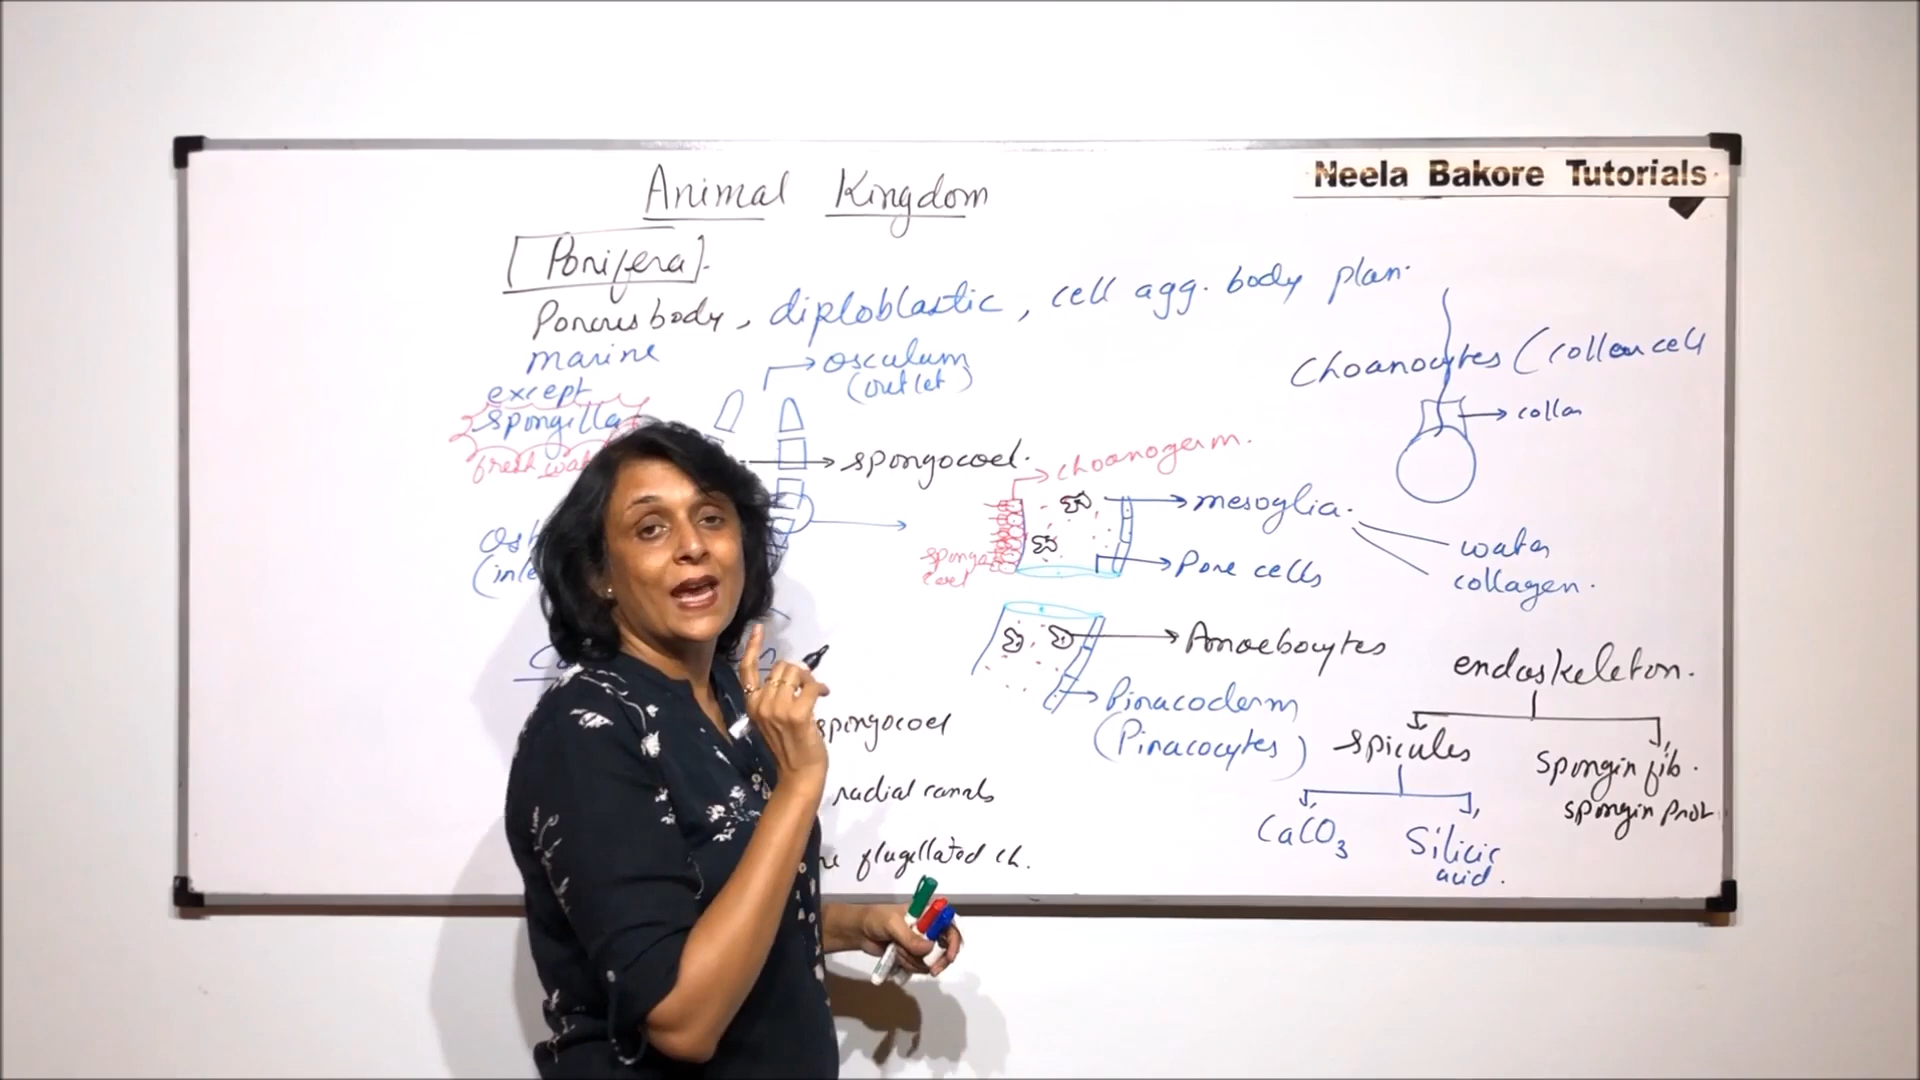 Neela Bakore Tutorials
Animal Kingdom
[Porifera].
Porous body, diploblastic, cell agg. body plan.
marine
except
spongilla
fresh
osculum
(outlet)
spongocoel.
choanogerm.
Choanocytes (collar cell
collar
mesoglia.
water
collagen.
Pore cells
Amoebocytes
Pinacoderm
(Pinacocytes)
endoskeleton.
spicules
spongin fib.
spongin prot
CaCO3
Silicic
acid.
spongocoel
radial canals
flagellated ch.